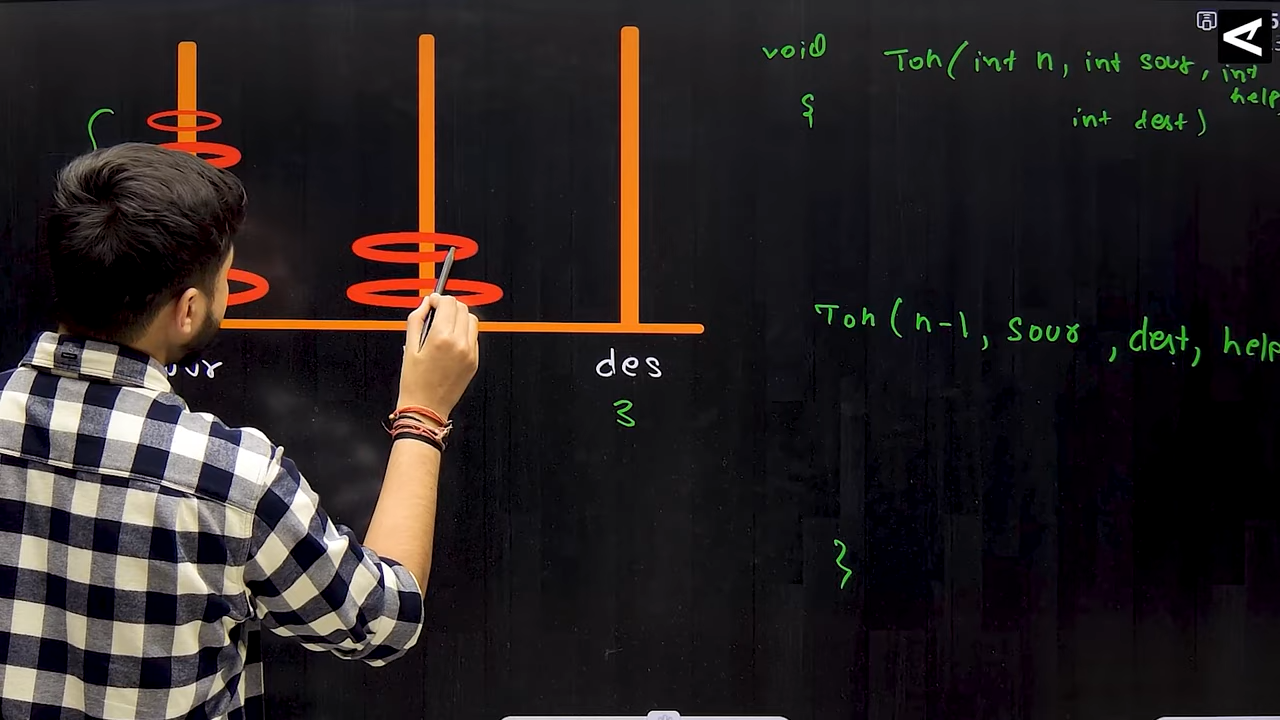 void Toh(int n, int sour, int
help,
{ int dest)
Toh(n-1, sour, dest, help
des
3
}